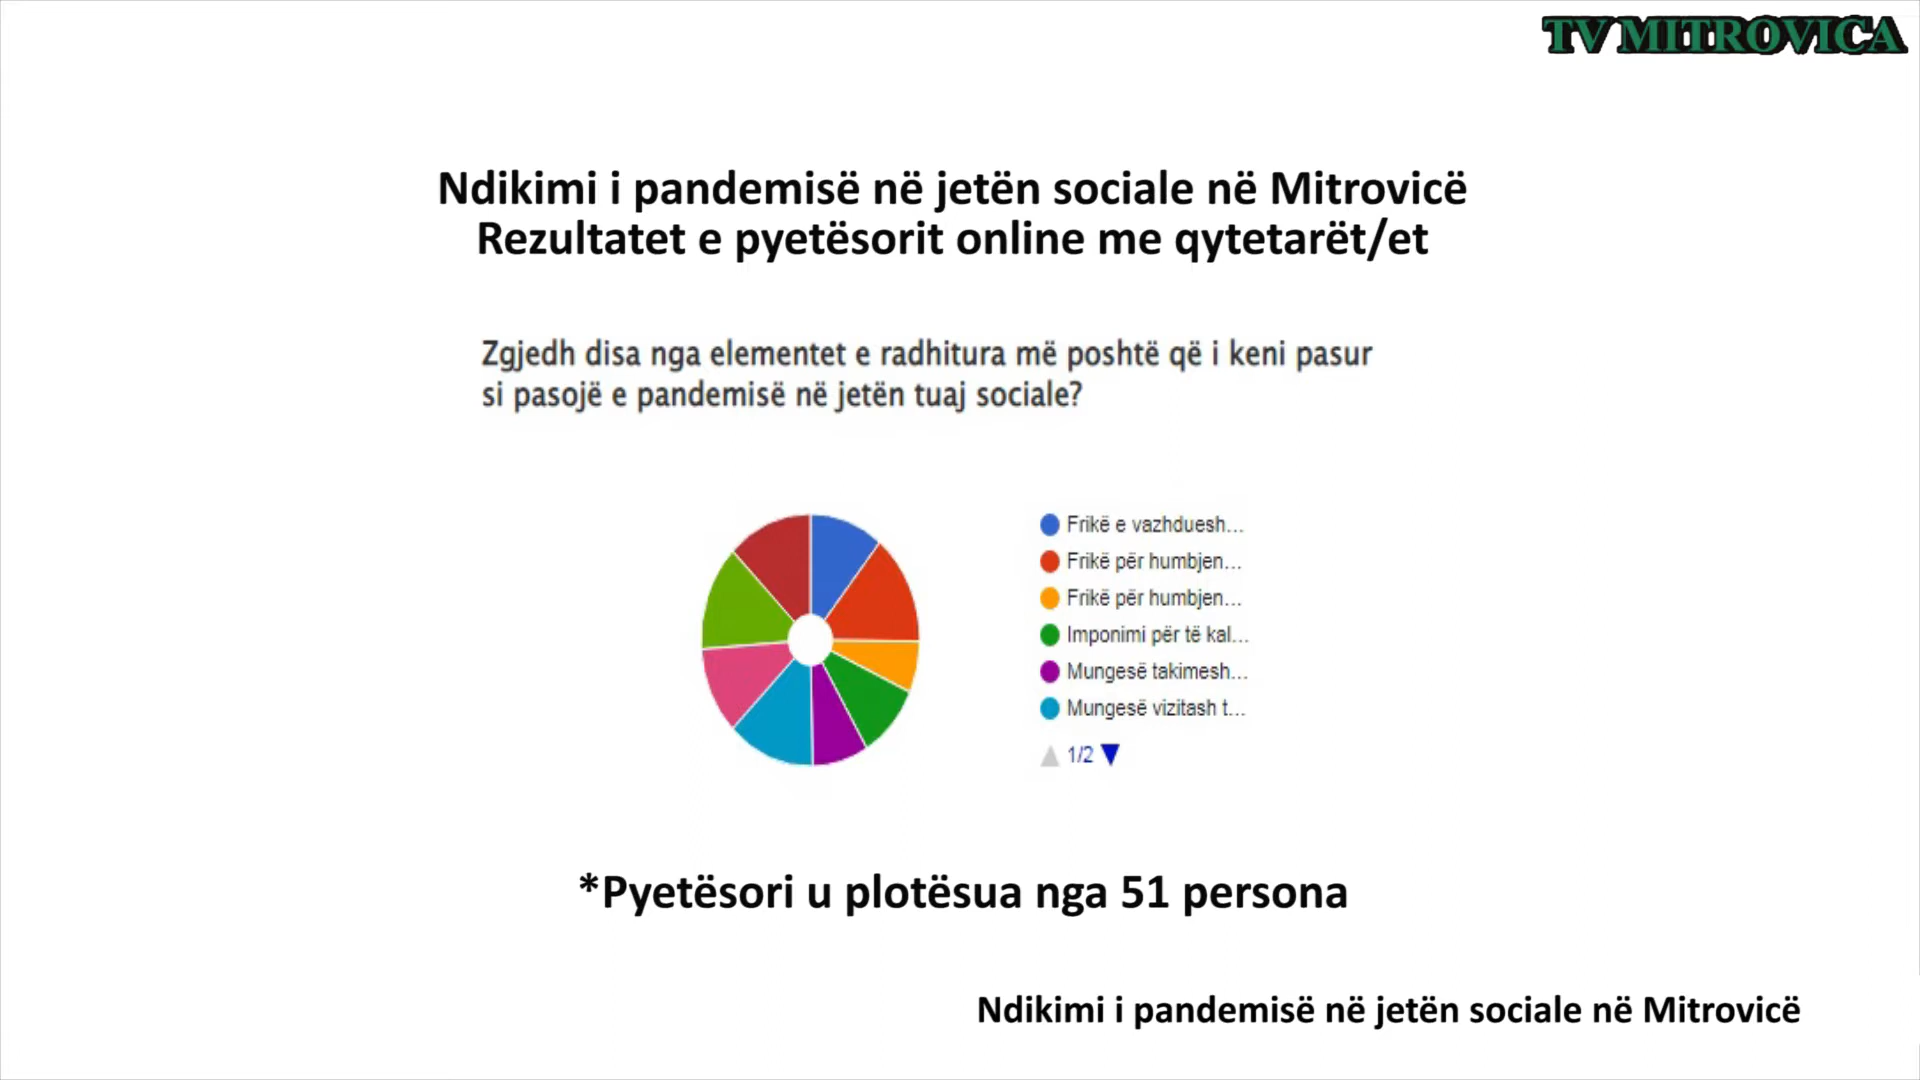 TV MITROVICA
Ndikimi i pandemisë në jetën sociale në Mitrovicë
Rezultatet e pyetësorit online me qytetarët/et
Zgjedh disa nga elementet e radhitura më poshtë që i keni pasur
si pasojë e pandemisë në jetën tuaj sociale?
Frikë e vazhduesh...
Frikë për humbjen...
Frikë për humbjen...
Imponimi për të kal...
Mungesë takimesh...
Mungesë vizitash t...
1/2
*Pyetësori u plotësua nga 51 persona
Ndikimi i pandemisë në jetën sociale në Mitrovicë